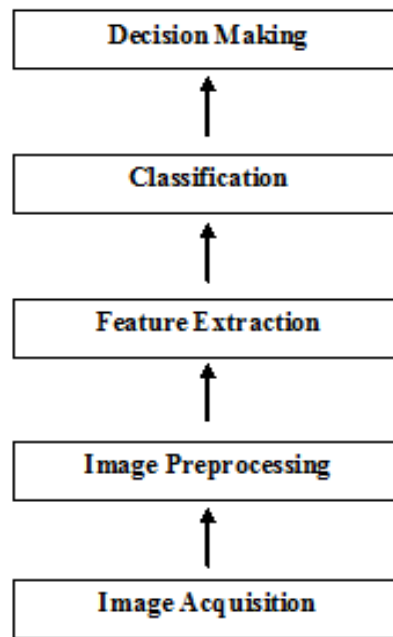 Decision Making
Classification
Feature Extraction
Image Preprocessing
Image Acquisition